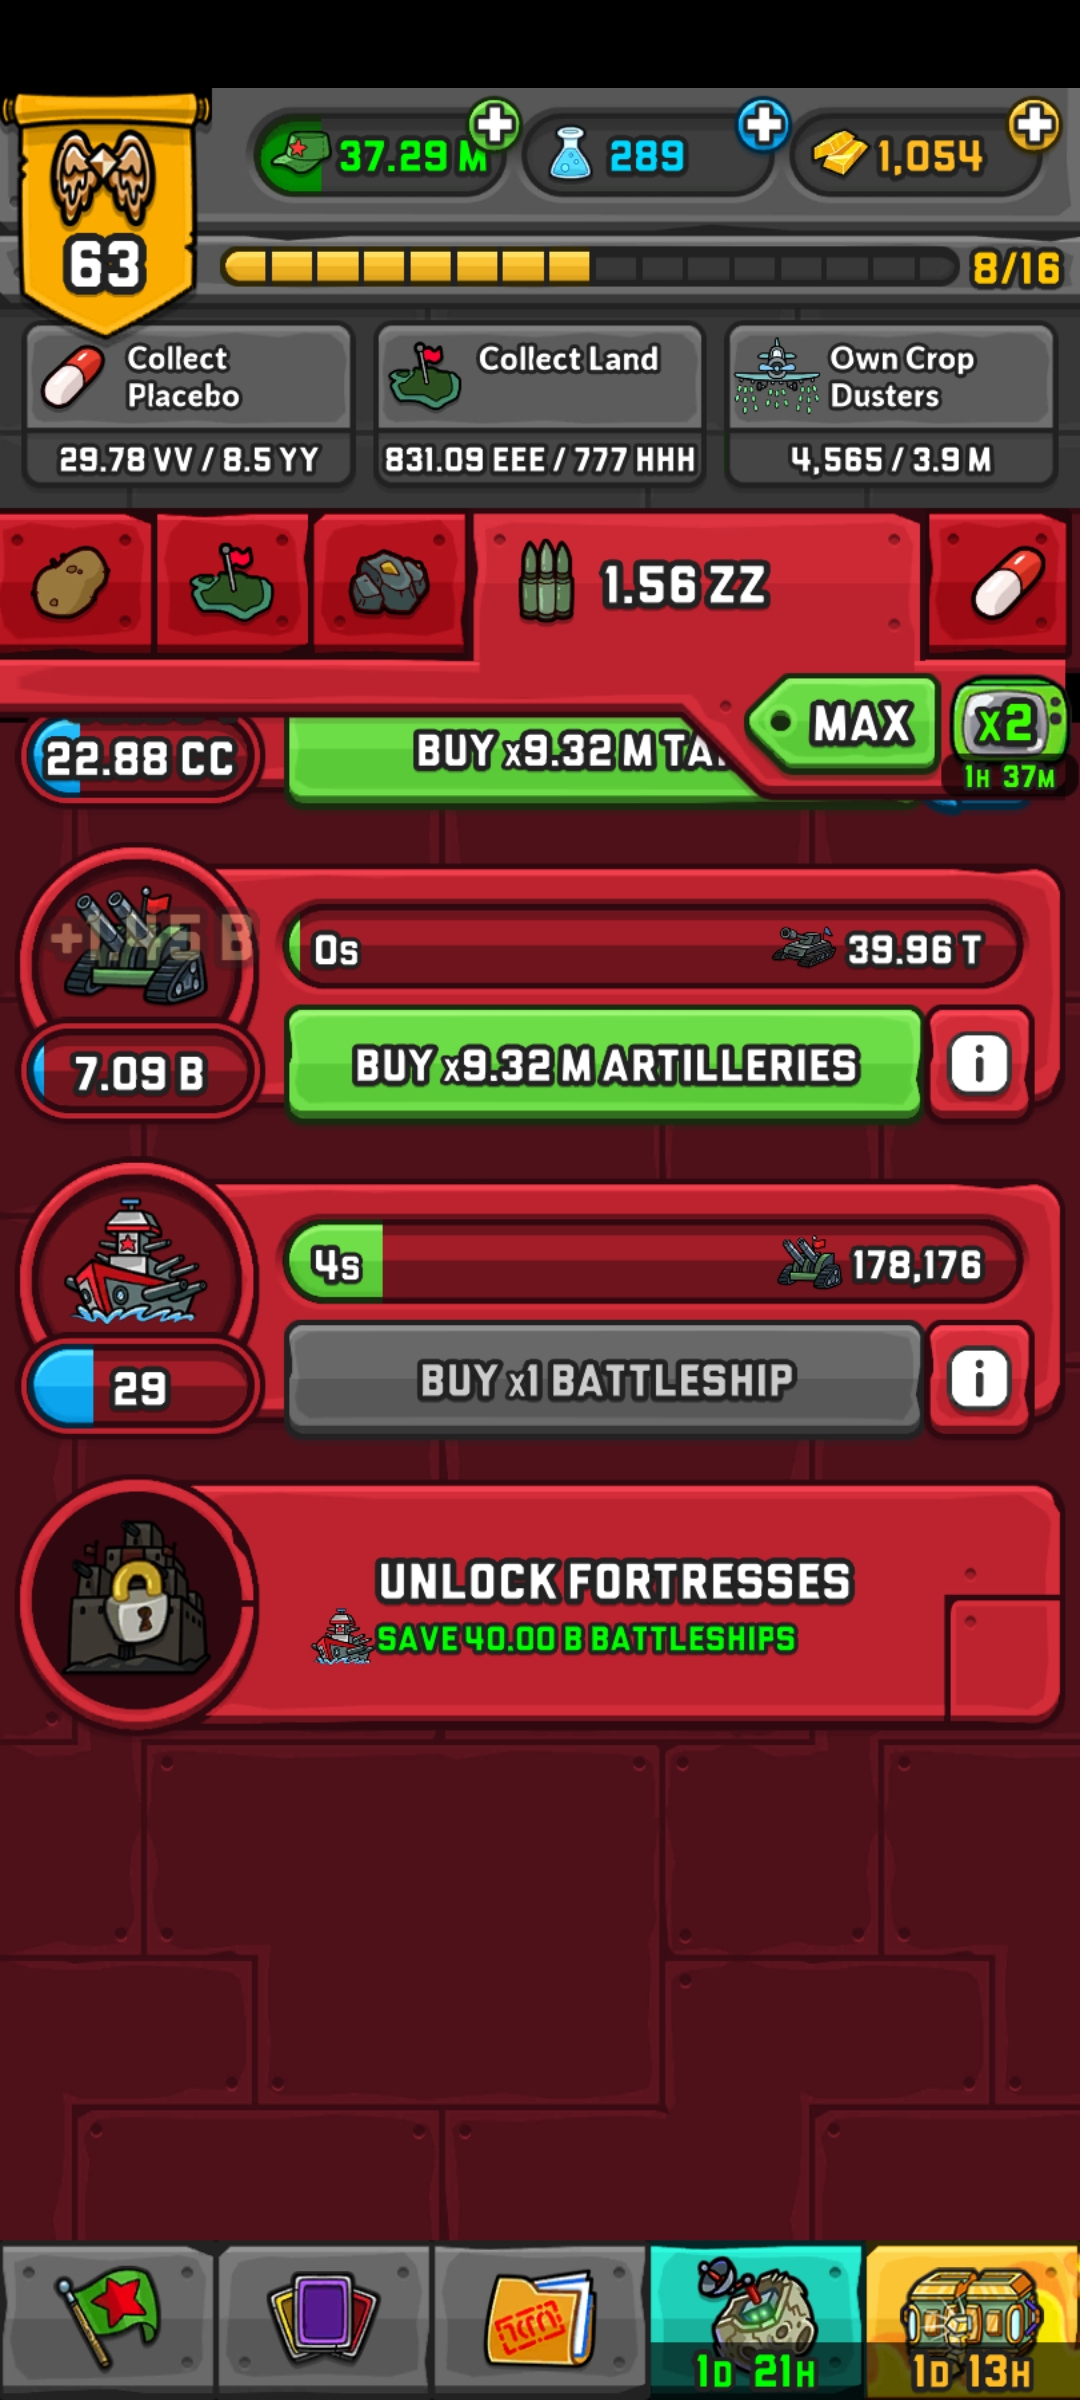 37.29 M
289
1,054
63
8/16
Collect
Placebo
29.78 VV / 8.5 YY
Collect Land
831.09 EEE / 777 HHH
Own Crop
Dusters
4,565 / 3.9 M
1.56 ZZ
MAX
x2
1H 37M
22.88 CC
BUY x9.32 M
0s
39.96 T
7.09 B
BUY x9.32 M ARTILLERIES
4s
178,176
29
BUY x1 BATTLESHIP
UNLOCK FORTRESSES
SAVE 40.00 B BATTLESHIPS
1D 21H
1D 13H